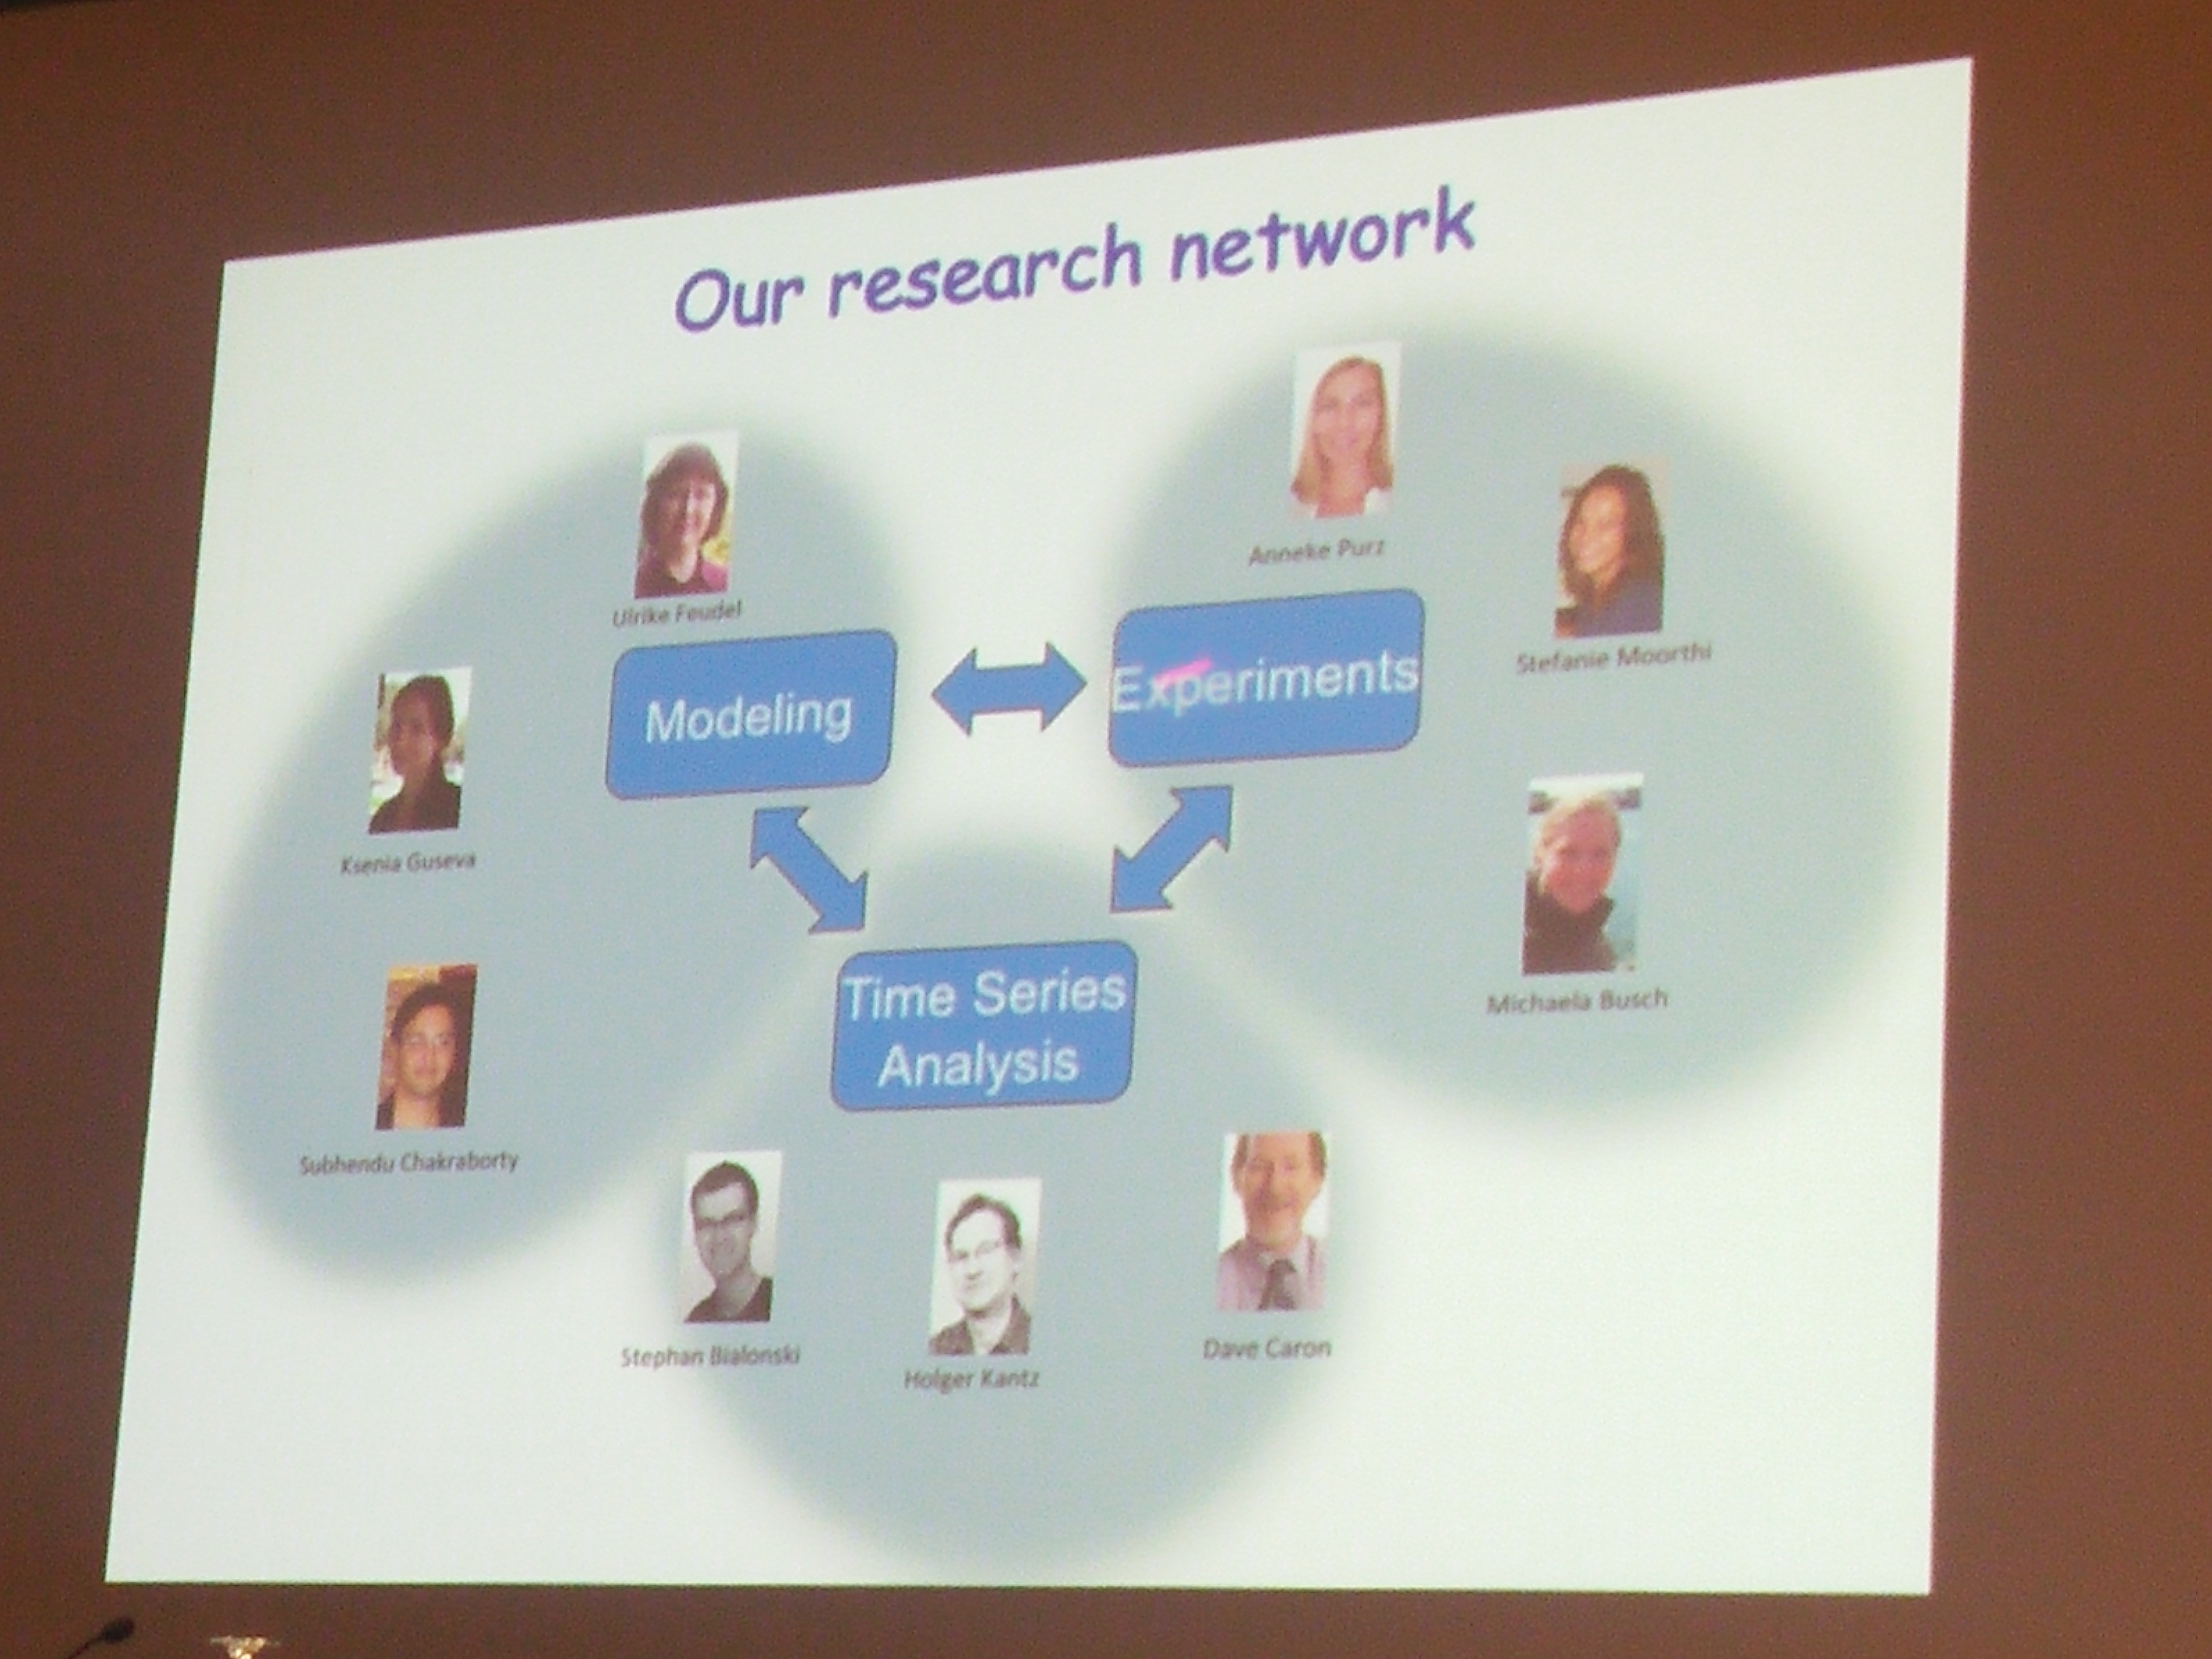 Our research network
Anneke Purz
Ulrike Feudel
Stefanie Moorthi
Modeling
Experiments
Ksenia Guseva
Michaela Busch
Time Series
Analysis
Subhendu Chakraborty
Stephan Bialonski
Holger Kantz
Dave Caron